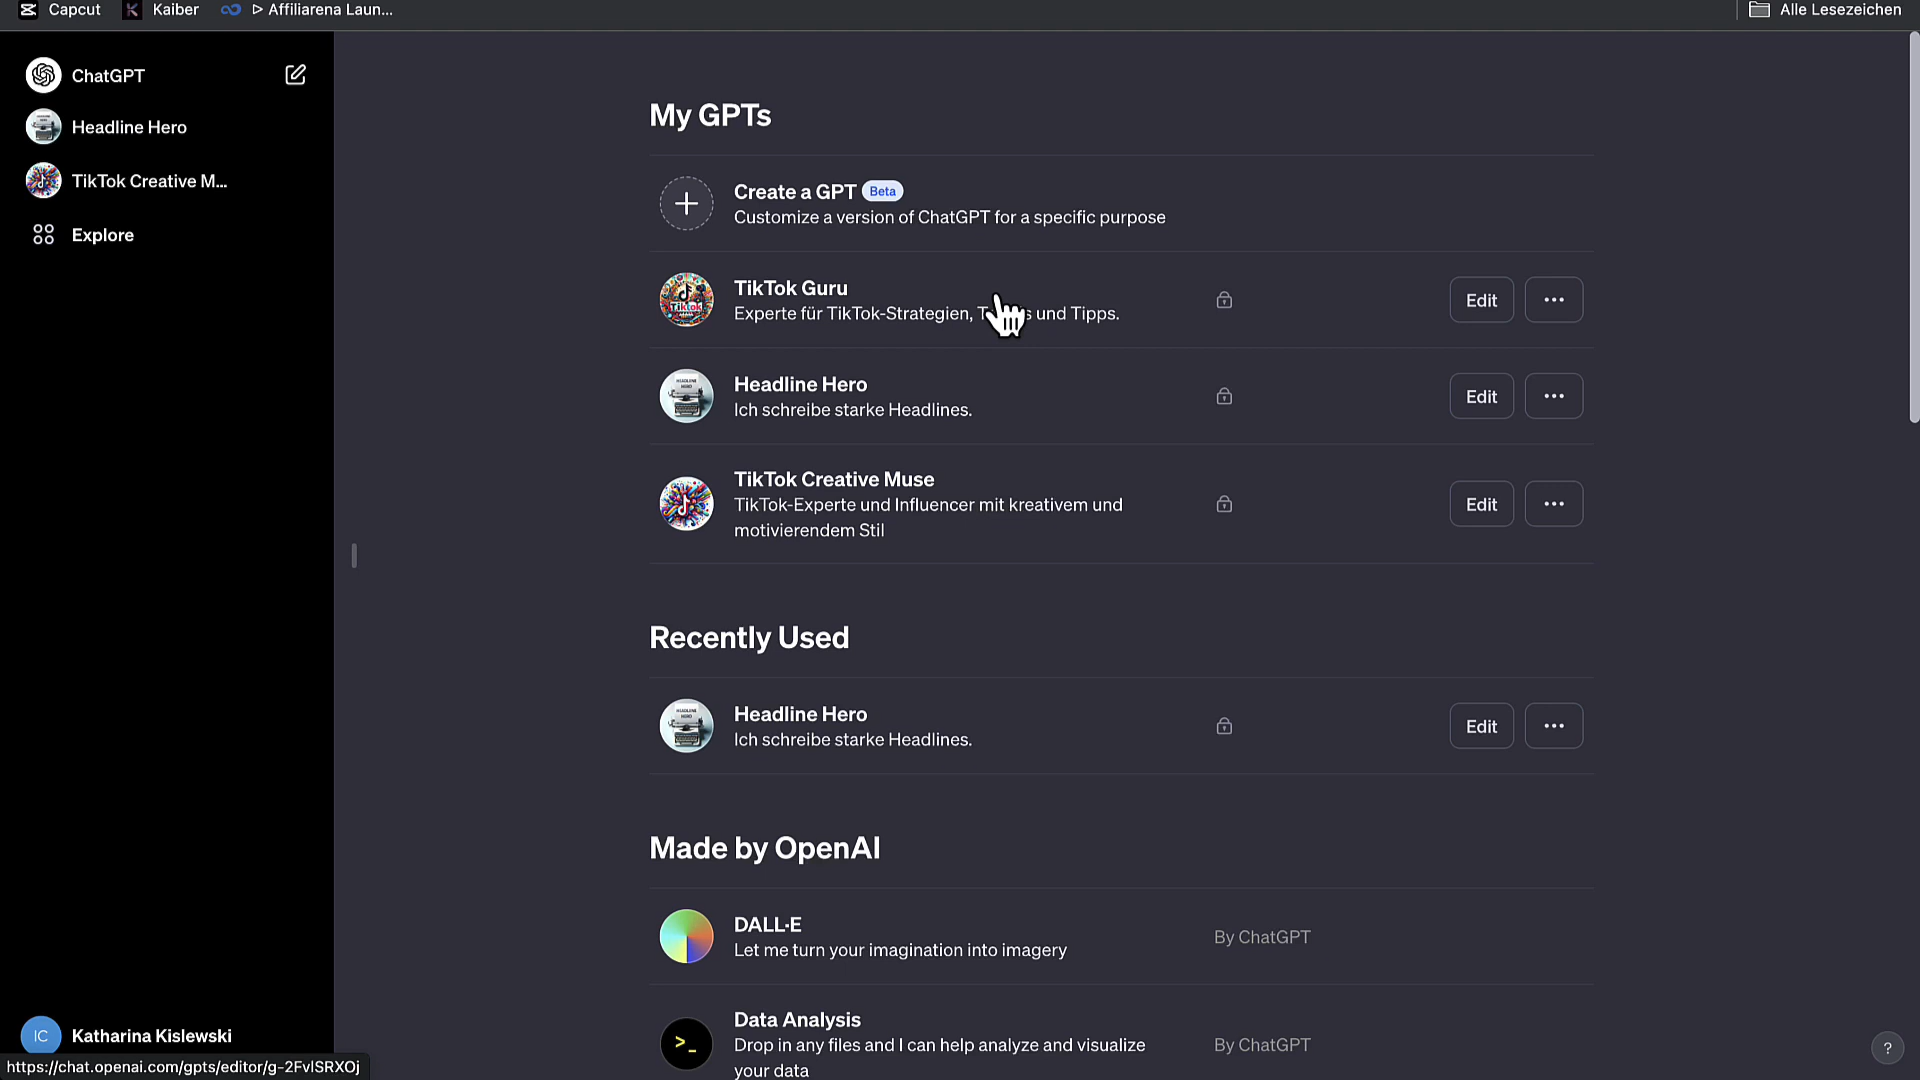 Capcut
Kaiber
ᐅ Affiliarena Laun...
Alle Lesezeichen
ChatGPT
Headline Hero
TikTok Creative M...
Explore
My GPTs
Create a GPT Beta
Customize a version of ChatGPT for a specific purpose
TikTok Guru
Experte für TikTok-Strategien, und Tipps.
Edit
Headline Hero
Ich schreibe starke Headlines.
Edit
TikTok Creative Muse
TikTok-Experte und Influencer mit kreativem und
motivierendem Stil
Edit
Recently Used
Headline Hero
Ich schreibe starke Headlines.
Edit
Made by OpenAI
DALL·E
Let me turn your imagination into imagery
By ChatGPT
Data Analysis
Drop in any files and I can help analyze and visualize
your data
By ChatGPT
IC
Katharina Kislewski
https://chat.openai.com/gpts/editor/g-2FvlSRXOj
?